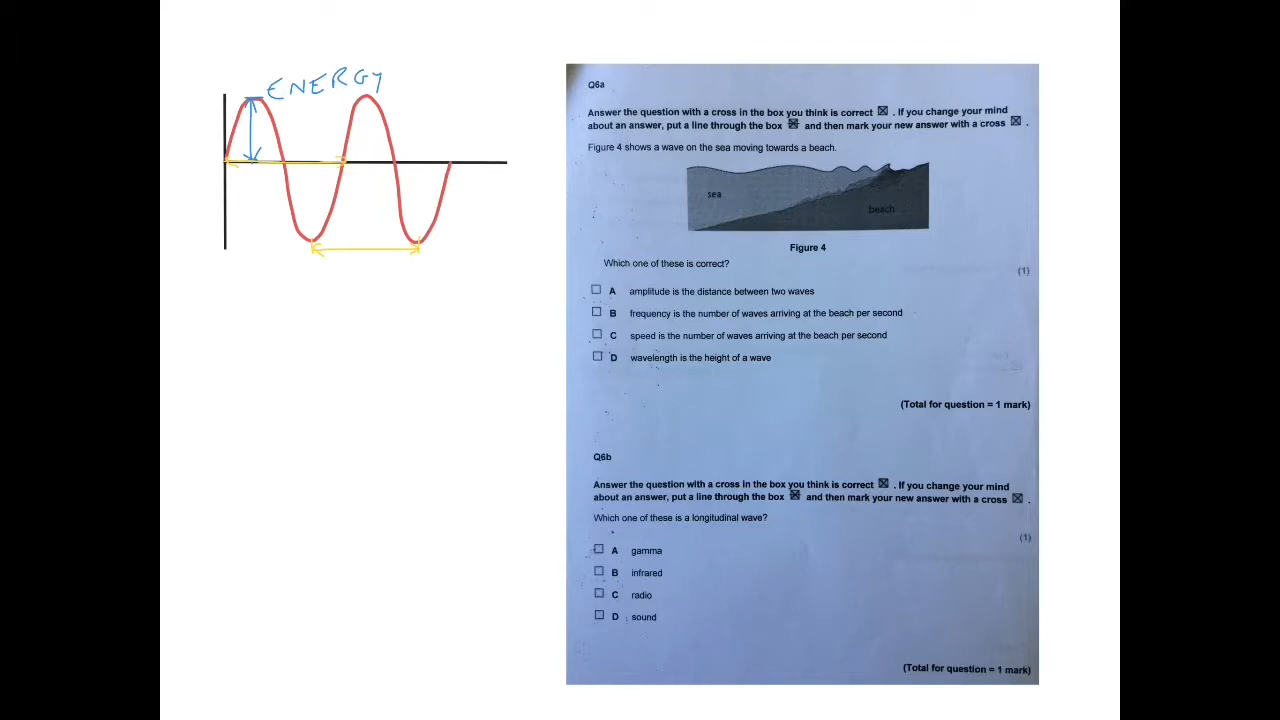 ENERGY
Q6a
Answer the question with a cross in the box you think is correct ☒ . If you change your mind
about an answer, put a line through the box ☒ and then mark your new answer with a cross ☒ .
Figure 4 shows a wave on the sea moving towards a beach.
sea
beach
Figure 4
Which one of these is correct?
(1)
A amplitude is the distance between two waves
B frequency is the number of waves arriving at the beach per second
C speed is the number of waves arriving at the beach per second
D wavelength is the height of a wave
(Total for question = 1 mark)
Q6b
Answer the question with a cross in the box you think is correct ☒ . If you change your mind
about an answer, put a line through the box ☒ and then mark your new answer with a cross ☒ .
Which one of these is a longitudinal wave?
(1)
A gamma
B infrared
C radio
D sound
(Total for question = 1 mark)